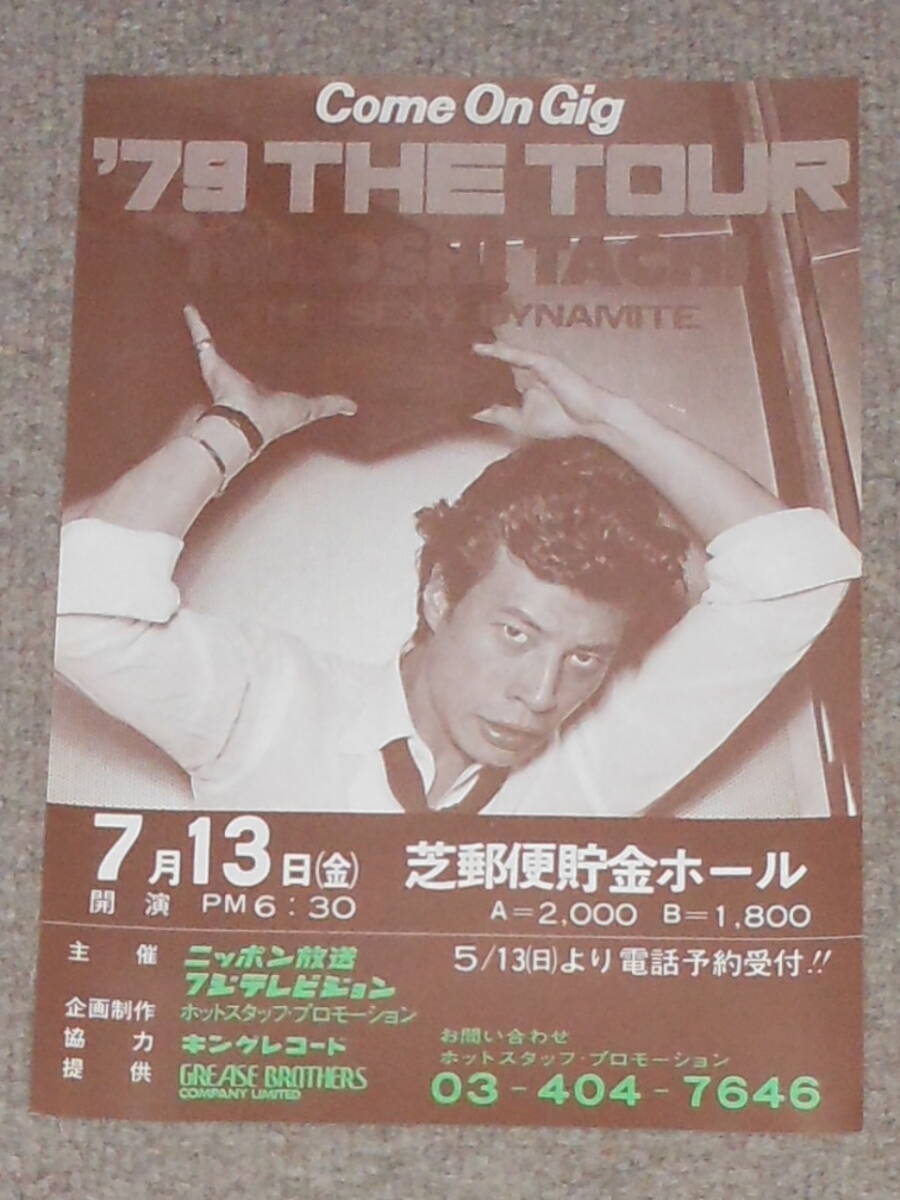 Come On Gig
'79 THE TOUR
HIROSHI TACHI
THE SEXY DYNAMITE
7月13日(金) 芝郵便貯金ホール
開演 PM6:30 A=2,000 B=1,800
主催 ニッポン放送 5/13(日)より電話予約受付!!
フジテレビジョン
企画制作 ホットスタッフ・プロモーション
協力 キングレコード お問い合わせ
ホットスタッフ・プロモーション
提供 GREASE BROTHERS 03-404-7646
COMPANY LIMITED